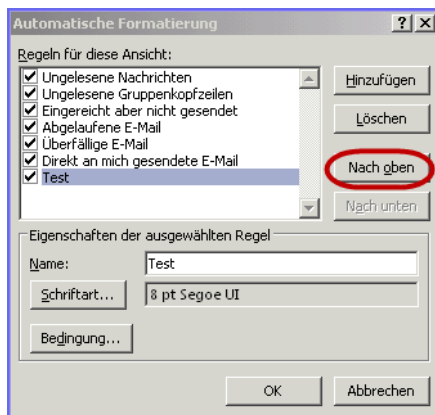 Automatische Formatierung
Regeln für diese Ansicht:
Ungelesene Nachrichten
Ungelesene Gruppenkopfzeilen
Eingereicht aber nicht gesendet
Abgelaufene E-Mail
Überfällige E-Mail
Direkt an mich gesendete E-Mail
Test
Hinzufügen
Löschen
Nach oben
Nach unten
Eigenschaften der ausgewählten Regel
Name: Test
Schriftart... 8 pt Segoe UI
Bedingung...
OK Abbrechen